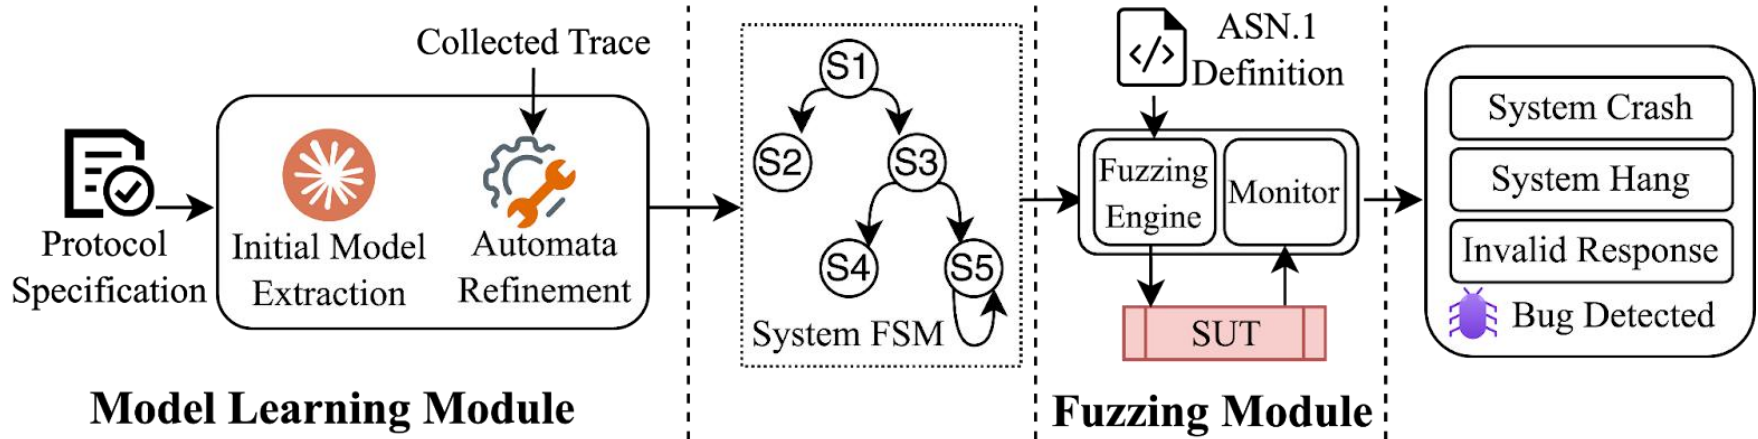 Collected Trace
Protocol
Specification
Initial Model
Extraction
Automata
Refinement
Model Learning Module
S1
S2
S3
S4
S5
System FSM
ASN.1
Definition
</>
Fuzzing
Engine
Monitor
SUT
Fuzzing Module
System Crash
System Hang
Invalid Response
Bug Detected